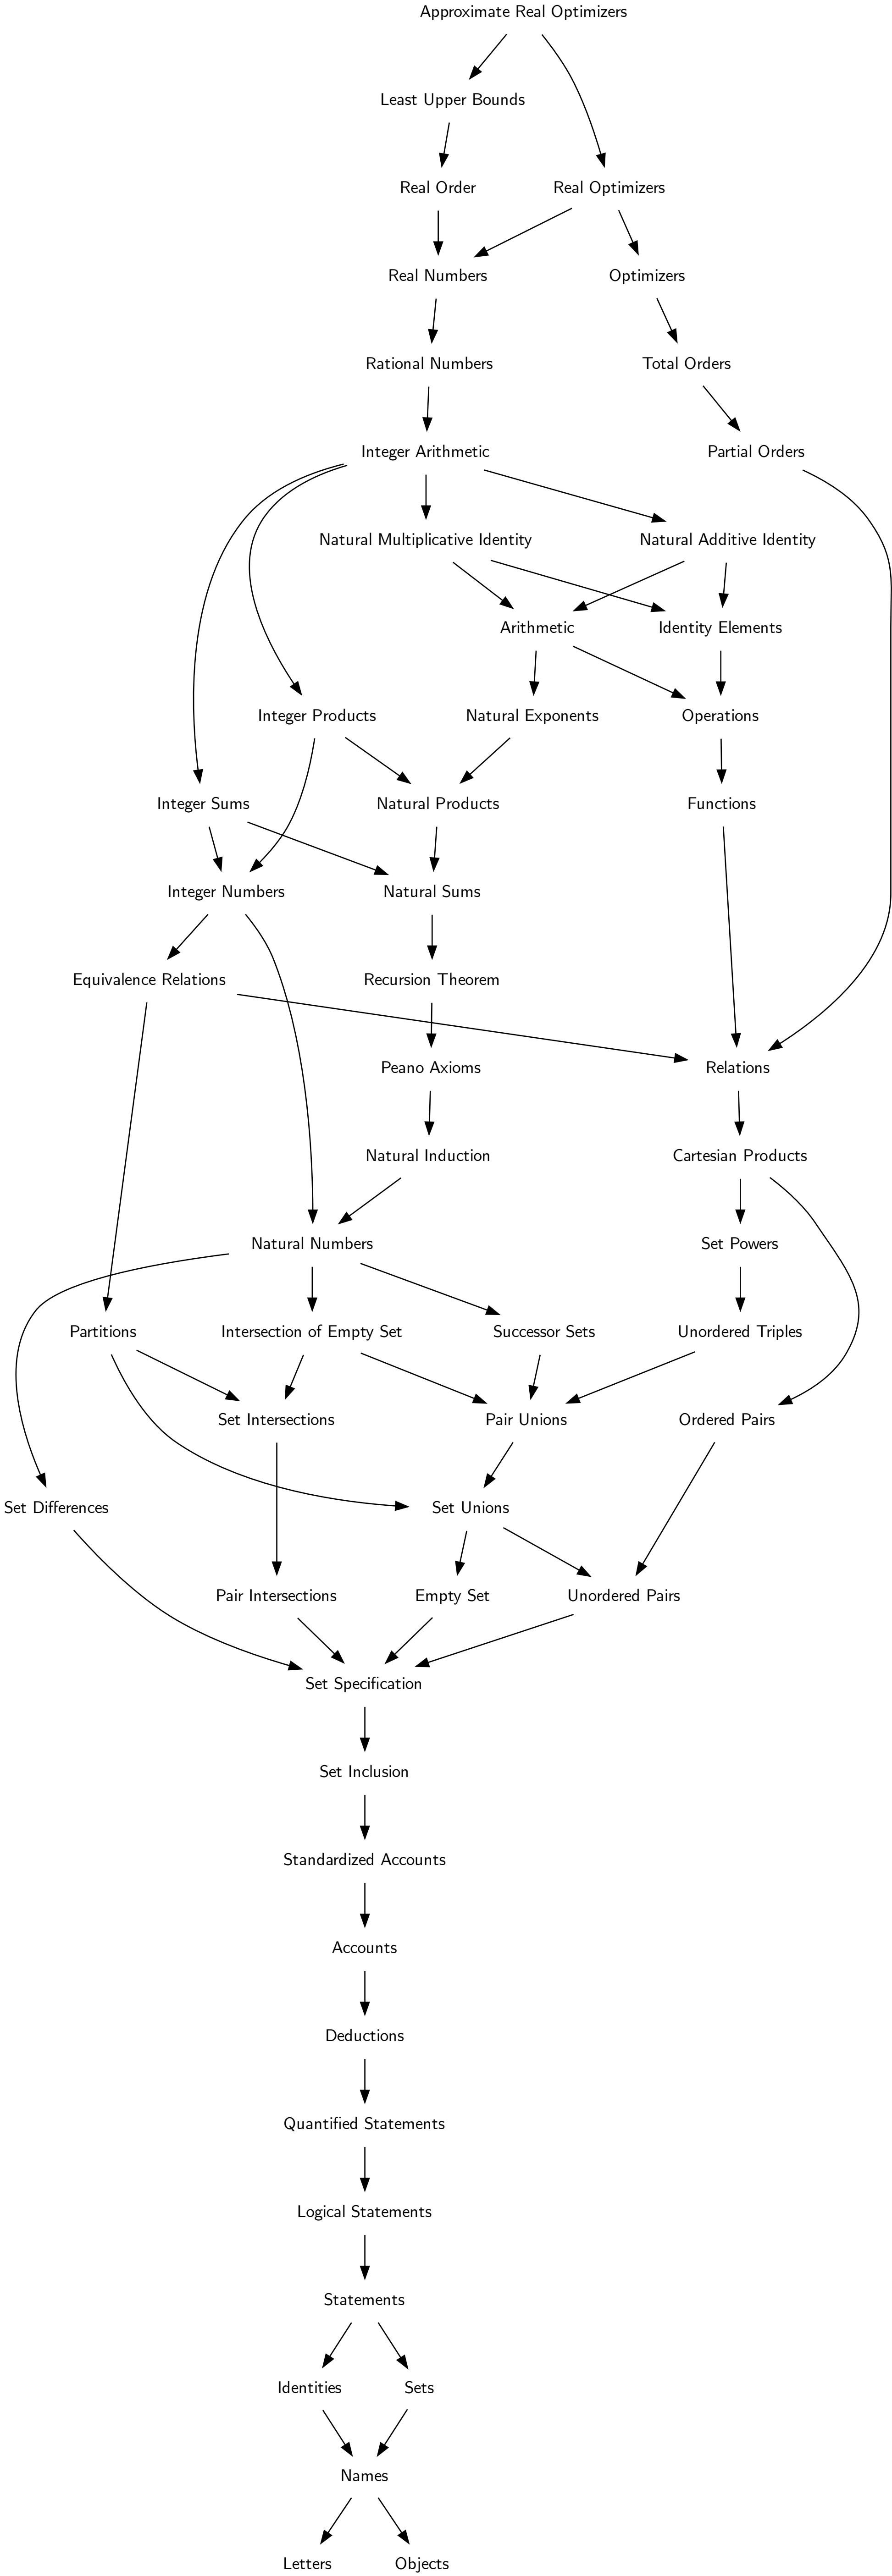 Approximate Real Optimizers
Least Upper Bounds
Real Order
Real Optimizers
Real Numbers
Optimizers
Rational Numbers
Total Orders
Integer Arithmetic
Partial Orders
Natural Multiplicative Identity
Natural Additive Identity
Arithmetic
Identity Elements
Integer Products
Natural Exponents
Operations
Integer Sums
Natural Products
Functions
Integer Numbers
Natural Sums
Equivalence Relations
Recursion Theorem
Peano Axioms
Relations
Natural Induction
Cartesian Products
Natural Numbers
Set Powers
Partitions
Intersection of Empty Set
Successor Sets
Unordered Triples
Set Intersections
Pair Unions
Ordered Pairs
Set Differences
Set Unions
Pair Intersections
Empty Set
Unordered Pairs
Set Specification
Set Inclusion
Standardized Accounts
Accounts
Deductions
Quantified Statements
Logical Statements
Statements
Identities
Sets
Names
Letters
Objects